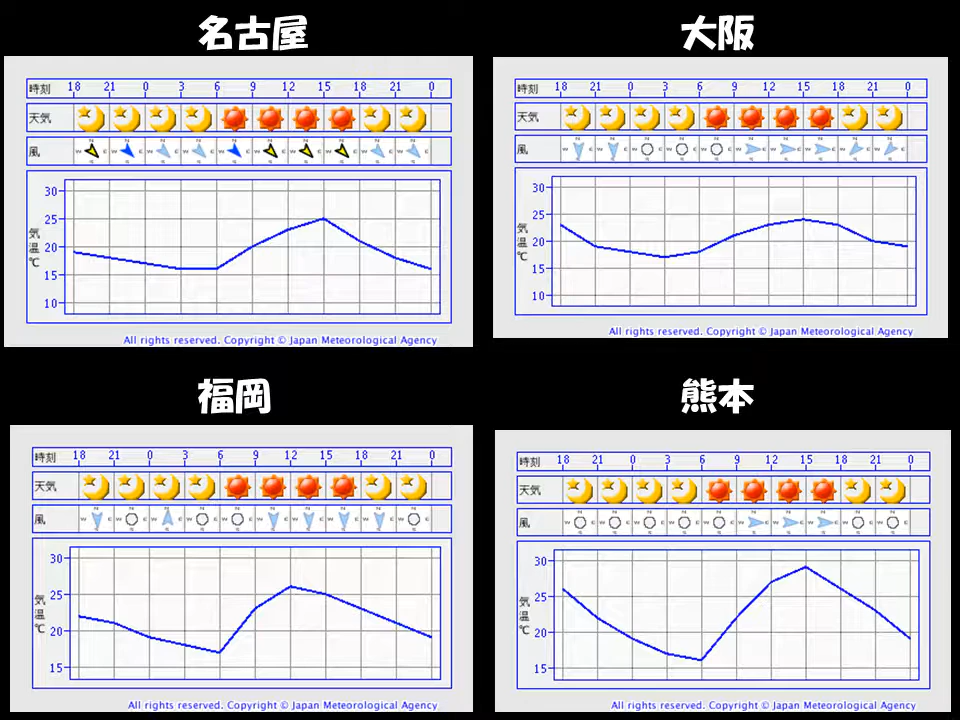 名古屋
時刻 18 21 0 3 6 9 12 15 18 21 0
天気
風
気温℃
30
25
20
15
10
All rights reserved. Copyright © Japan Meteorological Agency
大阪
時刻 18 21 0 3 6 9 12 15 18 21 0
天気
風
気温℃
30
25
20
15
10
All rights reserved. Copyright © Japan Meteorological Agency
福岡
時刻 18 21 0 3 6 9 12 15 18 21 0
天気
風
気温℃
30
25
20
15
All rights reserved. Copyright © Japan Meteorological Agency
熊本
時刻 18 21 0 3 6 9 12 15 18 21 0
天気
風
気温℃
30
25
20
15
All rights reserved. Copyright © Japan Meteorological Agency